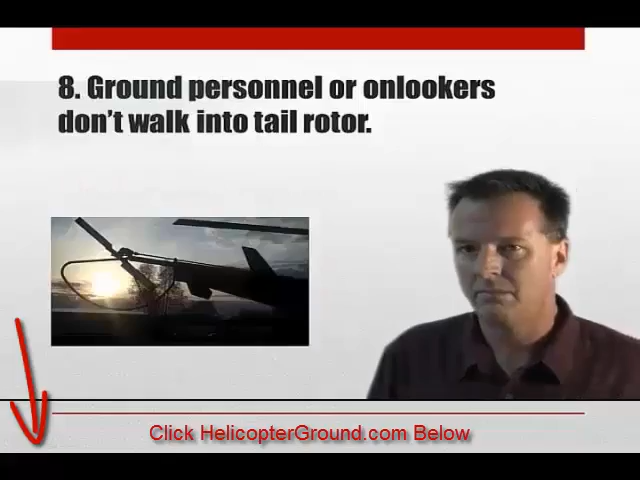 8. Ground personnel or onlookers
don't walk into tail rotor.
Click HelicopterGround.com Below